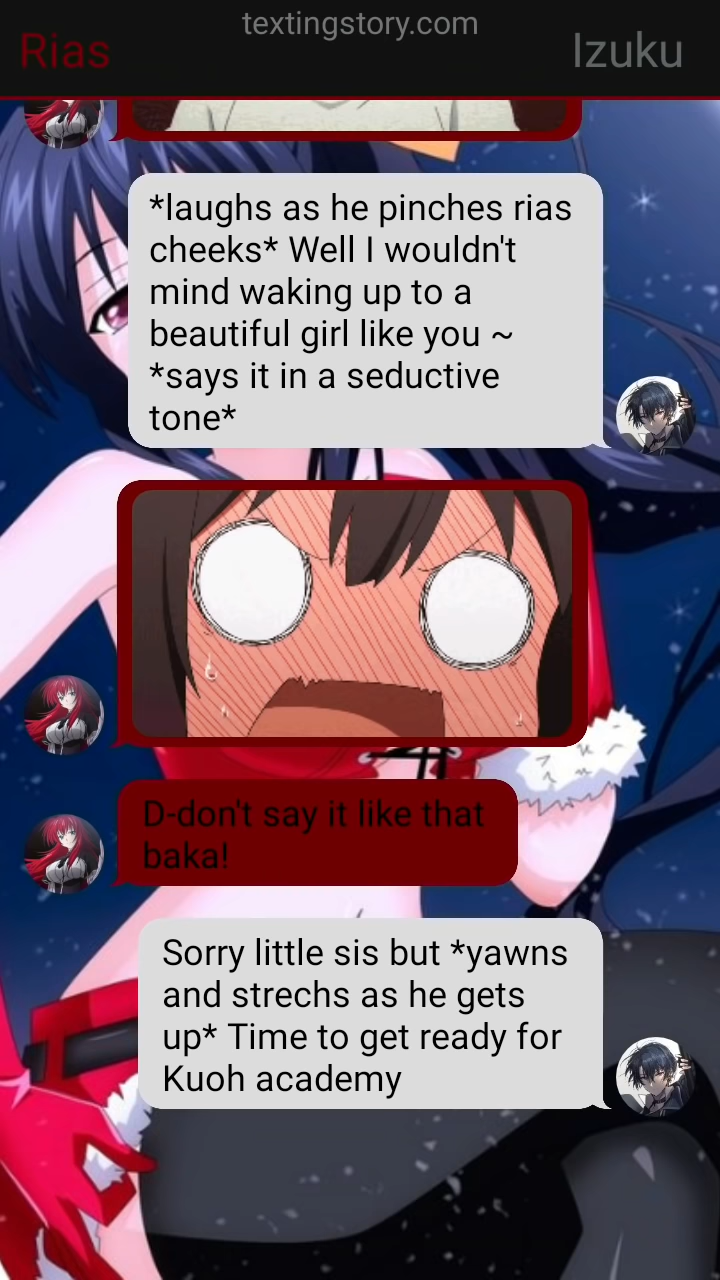 textingstory.com
Rias
Izuku
*laughs as he pinches rias
cheeks* Well I wouldn't
mind waking up to a
beautiful girl like you ~
*says it in a seductive
tone*
D-don't say it like that
baka!
Sorry little sis but *yawns
and strechs as he gets
up* Time to get ready for
Kuoh academy